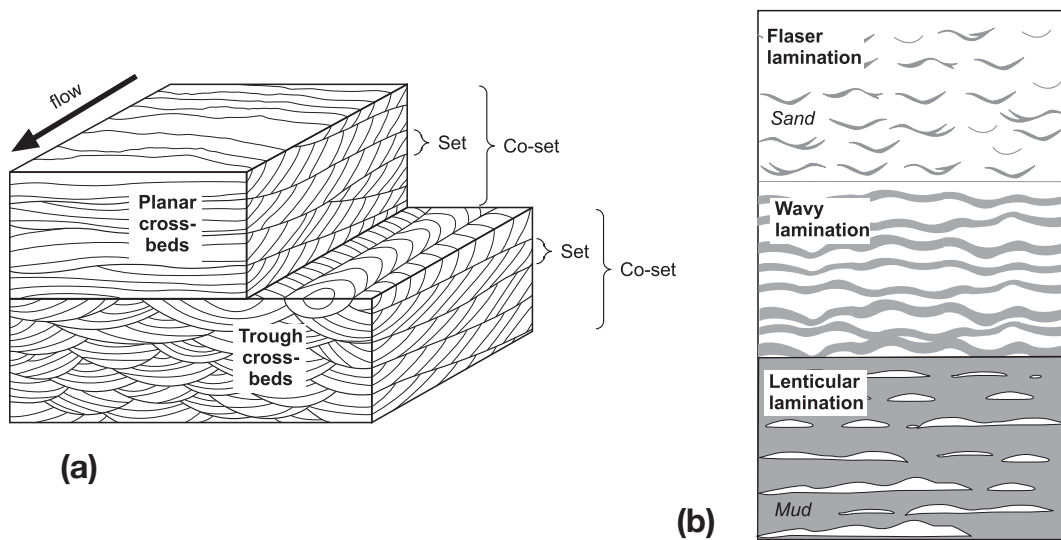 flow
Planar
cross-
beds
Set
Co-set
Trough
cross-
beds
Set
Co-set
(a)
Flaser
lamination
Sand
Wavy
lamination
Lenticular
lamination
Mud
(b)